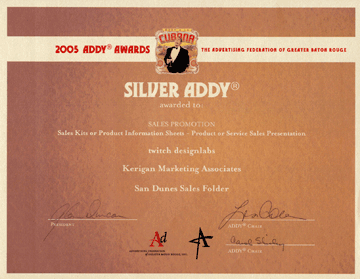 CUBANA
2005 ADDY® AWARDS
THE ADVERTISING FEDERATION OF GREATER BATON ROUGE
SILVER ADDY®
awarded to:
SALES PROMOTION
Sales Kits or Product Information Sheets - Product or Service Sales Presentation
twitch designlabs
Kerigan Marketing Associates
San Dunes Sales Folder
PRESIDENT
ADDY® CHAIR
Ad
ADDY® CHAIR